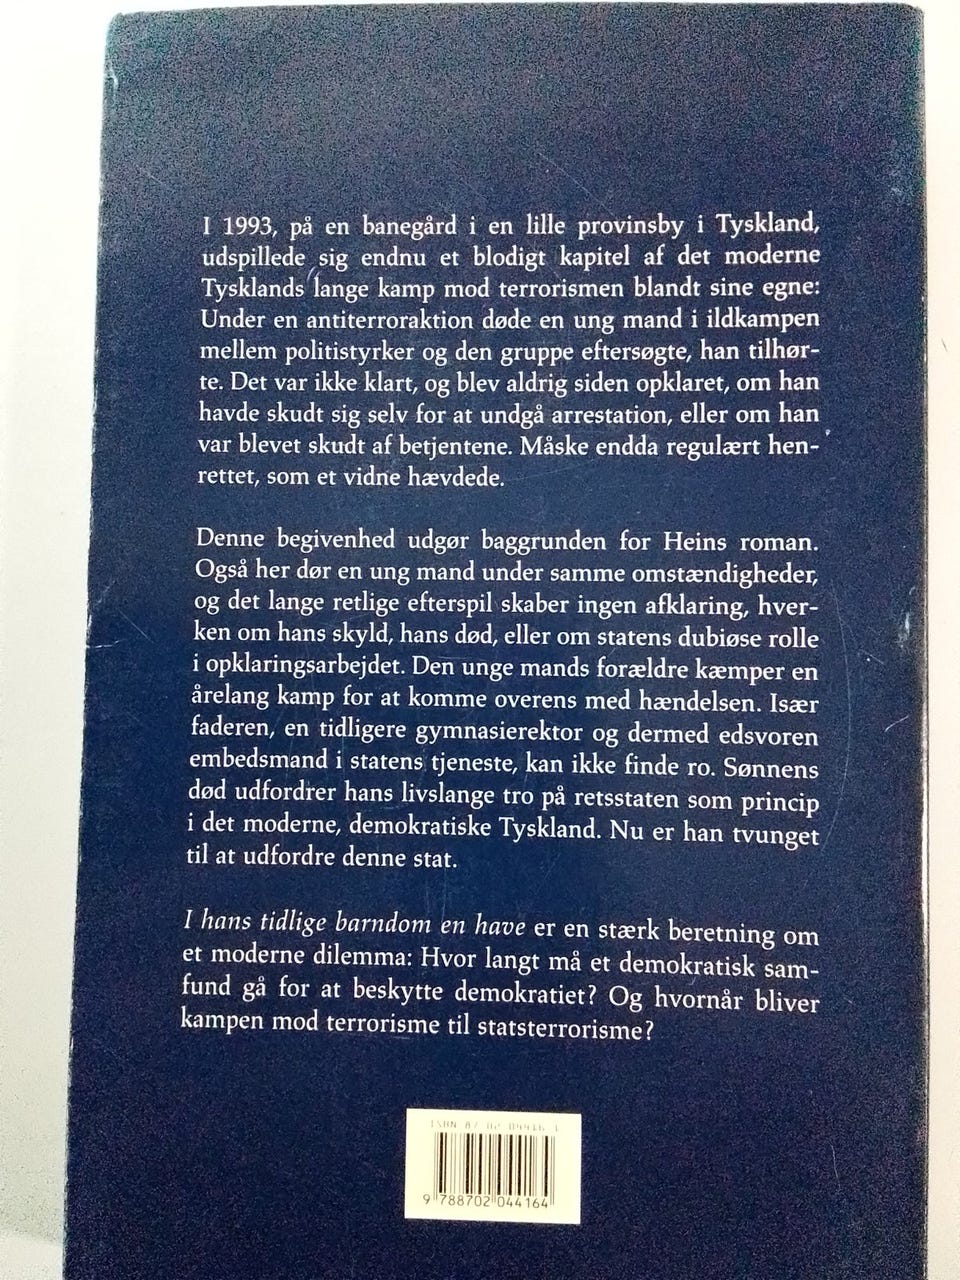 I 1993, på en banegård i en lille provinsby i Tyskland,
udspillede sig endnu et blodigt kapitel af det moderne
Tysklands lange kamp mod terrorismen blandt sine egne:
Under en antiterroraktion døde en ung mand i ildkampen
mellem politistyrker og den gruppe eftersøgte, han tilhør-
te. Det var ikke klart, og blev aldrig siden opklaret, om han
havde skudt sig selv for at undgå arrestation, eller om han
var blevet skudt af betjentene. Måske endda regulært hen-
rettet, som et vidne hævdede.
Denne begivenhed udgør baggrunden for Heins roman.
Også her dør en ung mand under samme omstændigheder,
og det lange retlige efterspil skaber ingen afklaring, hver-
ken om hans skyld, hans død, eller om statens dubiøse rolle
i opklaringsarbejdet. Den unge mands forældre kæmper en
årelang kamp for at komme overens med hændelsen. Især
faderen, en tidligere gymnasierektor og dermed edsvoren
embedsmand i statens tjeneste, kan ikke finde ro. Sønnens
død udfordrer hans livslange tro på retsstaten som princip
i det moderne, demokratiske Tyskland. Nu er han tvunget
til at udfordre denne stat.
I hans tidlige barndom en have er en stærk beretning om
et moderne dilemma: Hvor langt må et demokratisk sam-
fund gå for at beskytte demokratiet? Og hvornår bliver
kampen mod terrorisme til statsterrorisme?
ISBN 87 02 04416 1
9 788702 044164